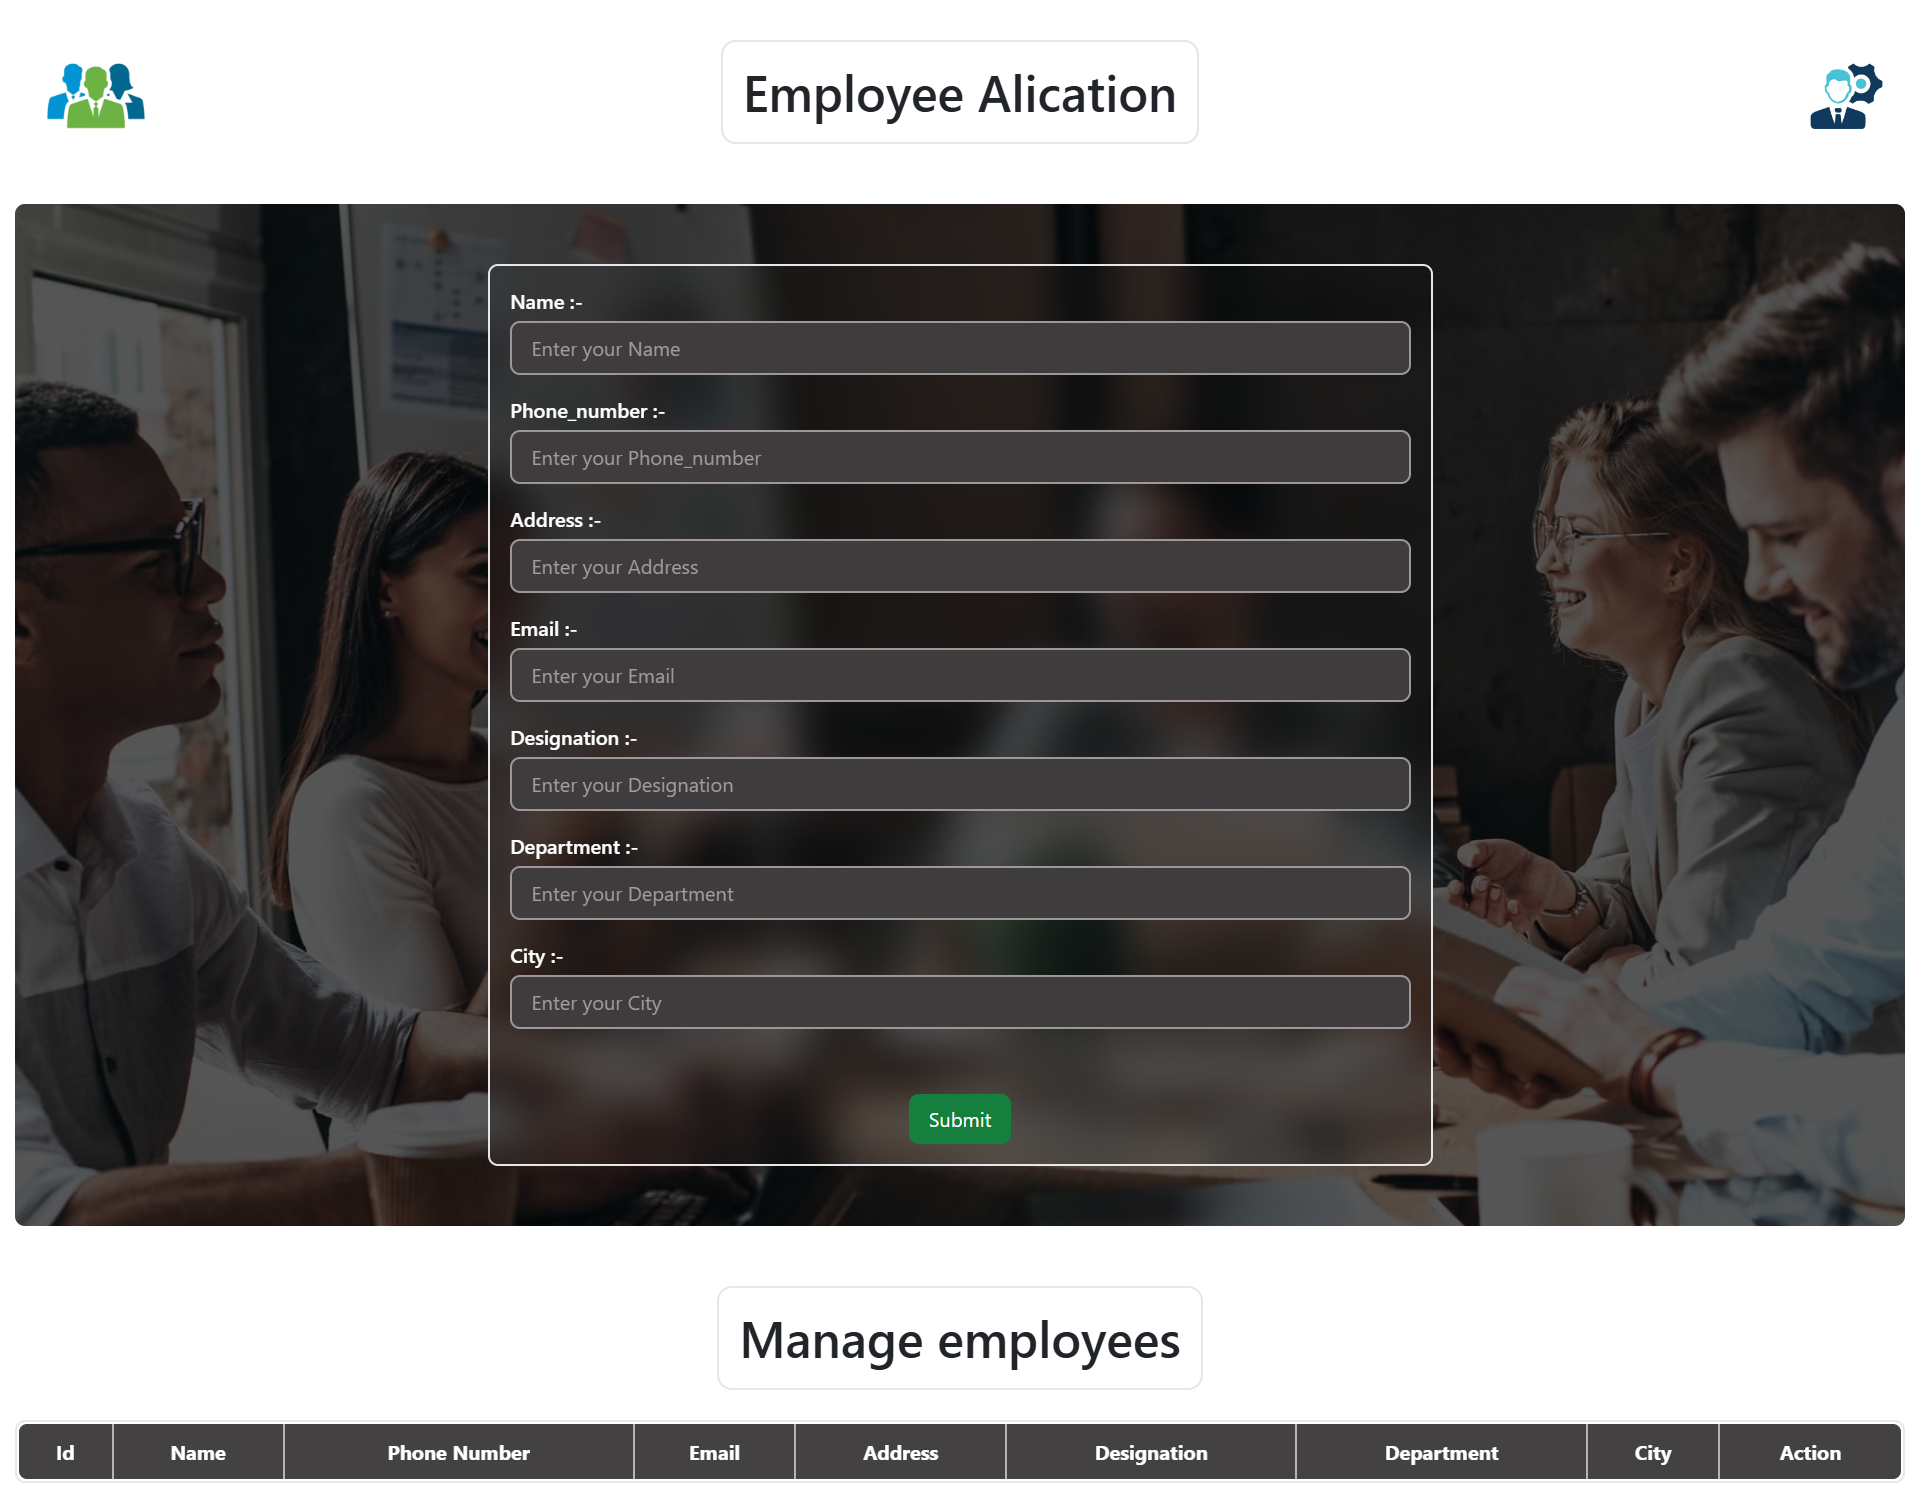 Employee Alication
Name :-
Enter your Name
Phone_number :-
Enter your Phone_number
Address :-
Enter your Address
Email :-
Enter your Email
Designation :-
Enter your Designation
Department :-
Enter your Department
City :-
Enter your City
Submit
Manage employees
Id Name Phone Number Email Address Designation Department City Action